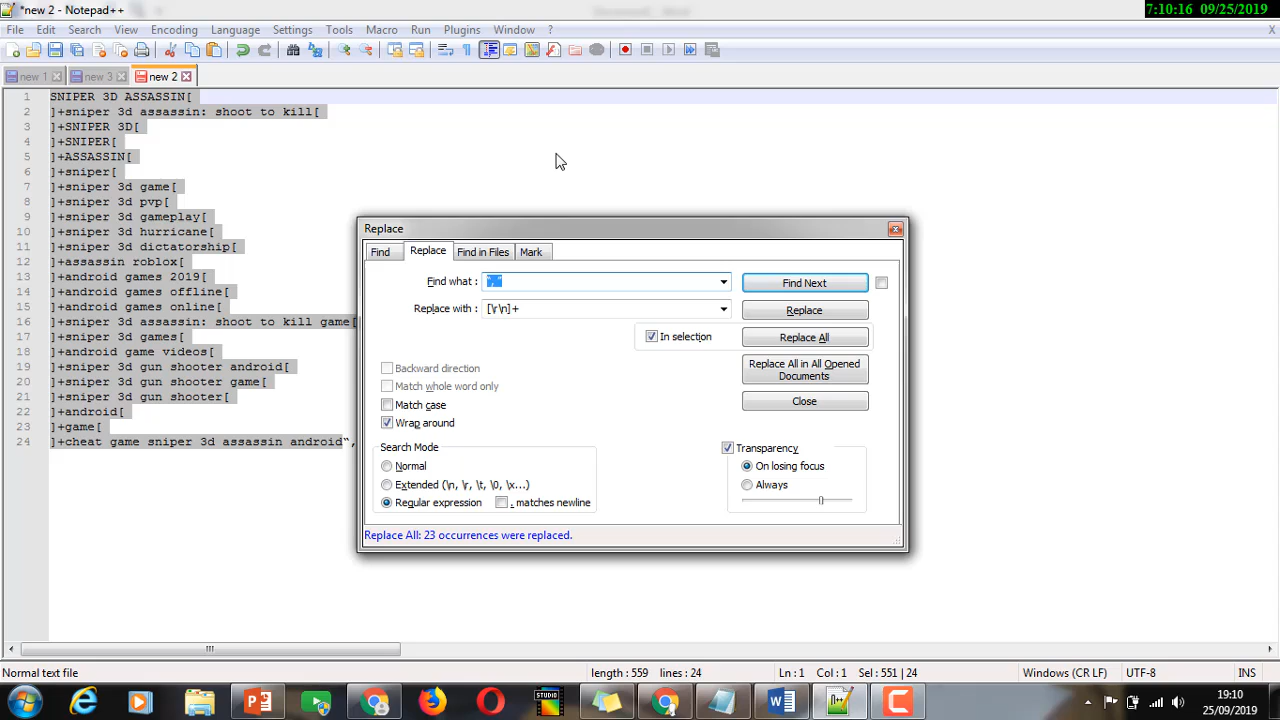 *new 2 - Notepad++
7:10:16 09/25/2019
File Edit Search View Encoding Language Settings Tools Macro Run Plugins Window ? X
new 1 new 3 new 2
1 SNIPER 3D ASSASSIN[
2 ]+sniper 3d assassin: shoot to kill[
3 ]+SNIPER 3D[
4 ]+SNIPER[
5 ]+ASSASSIN[
6 ]+sniper[
7 ]+sniper 3d game[
8 ]+sniper 3d pvp[
9 ]+sniper 3d gameplay[
10 ]+sniper 3d hurricane[
11 ]+sniper 3d dictatorship[
12 ]+assassin roblox[
13 ]+android games 2019[
14 ]+android games offline[
15 ]+android games online[
16 ]+sniper 3d assassin: shoot to kill game[
17 ]+sniper 3d games[
18 ]+android game videos[
19 ]+sniper 3d gun shooter android[
20 ]+sniper 3d gun shooter game[
21 ]+sniper 3d gun shooter[
22 ]+android[
23 ]+game[
24 ]+cheat game sniper 3d assassin android“,
Replace
Find Replace Find in Files Mark
Find what : “,“ Find Next
Replace with : [\r\n]+ Replace
In selection Replace All
Replace All in All Opened Documents
Backward direction
Match whole word only
Match case
Close
Wrap around
Search Mode
Normal
Extended (\n, \r, \t, \0, \x...)
Regular expression . matches newline
Transparency
On losing focus
Always
Replace All: 23 occurrences were replaced.
Normal text file length : 559 lines : 24 Ln : 1 Col : 1 Sel : 551 | 24 Windows (CR LF) UTF-8 INS
STUDIO
19:10
25/09/2019